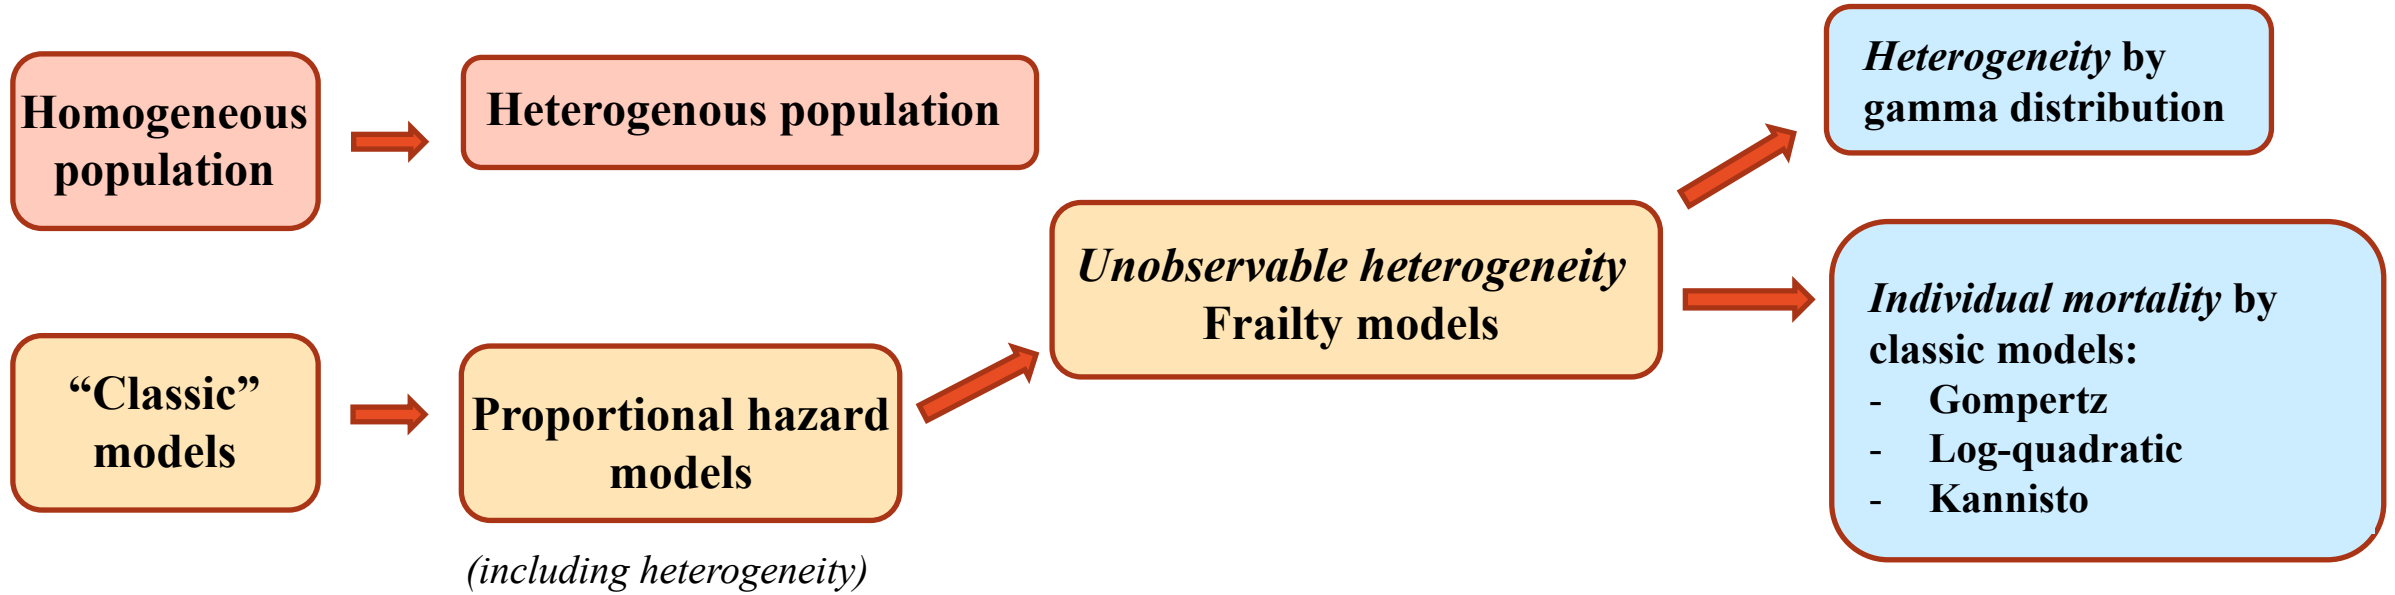 Homogeneous
population
Heterogenous population
“Classic”
models
Proportional hazard
models
(including heterogeneity)
Unobservable heterogeneity
Frailty models
Heterogeneity by
gamma distribution
Individual mortality by
classic models:
- Gompertz
- Log-quadratic
- Kannisto